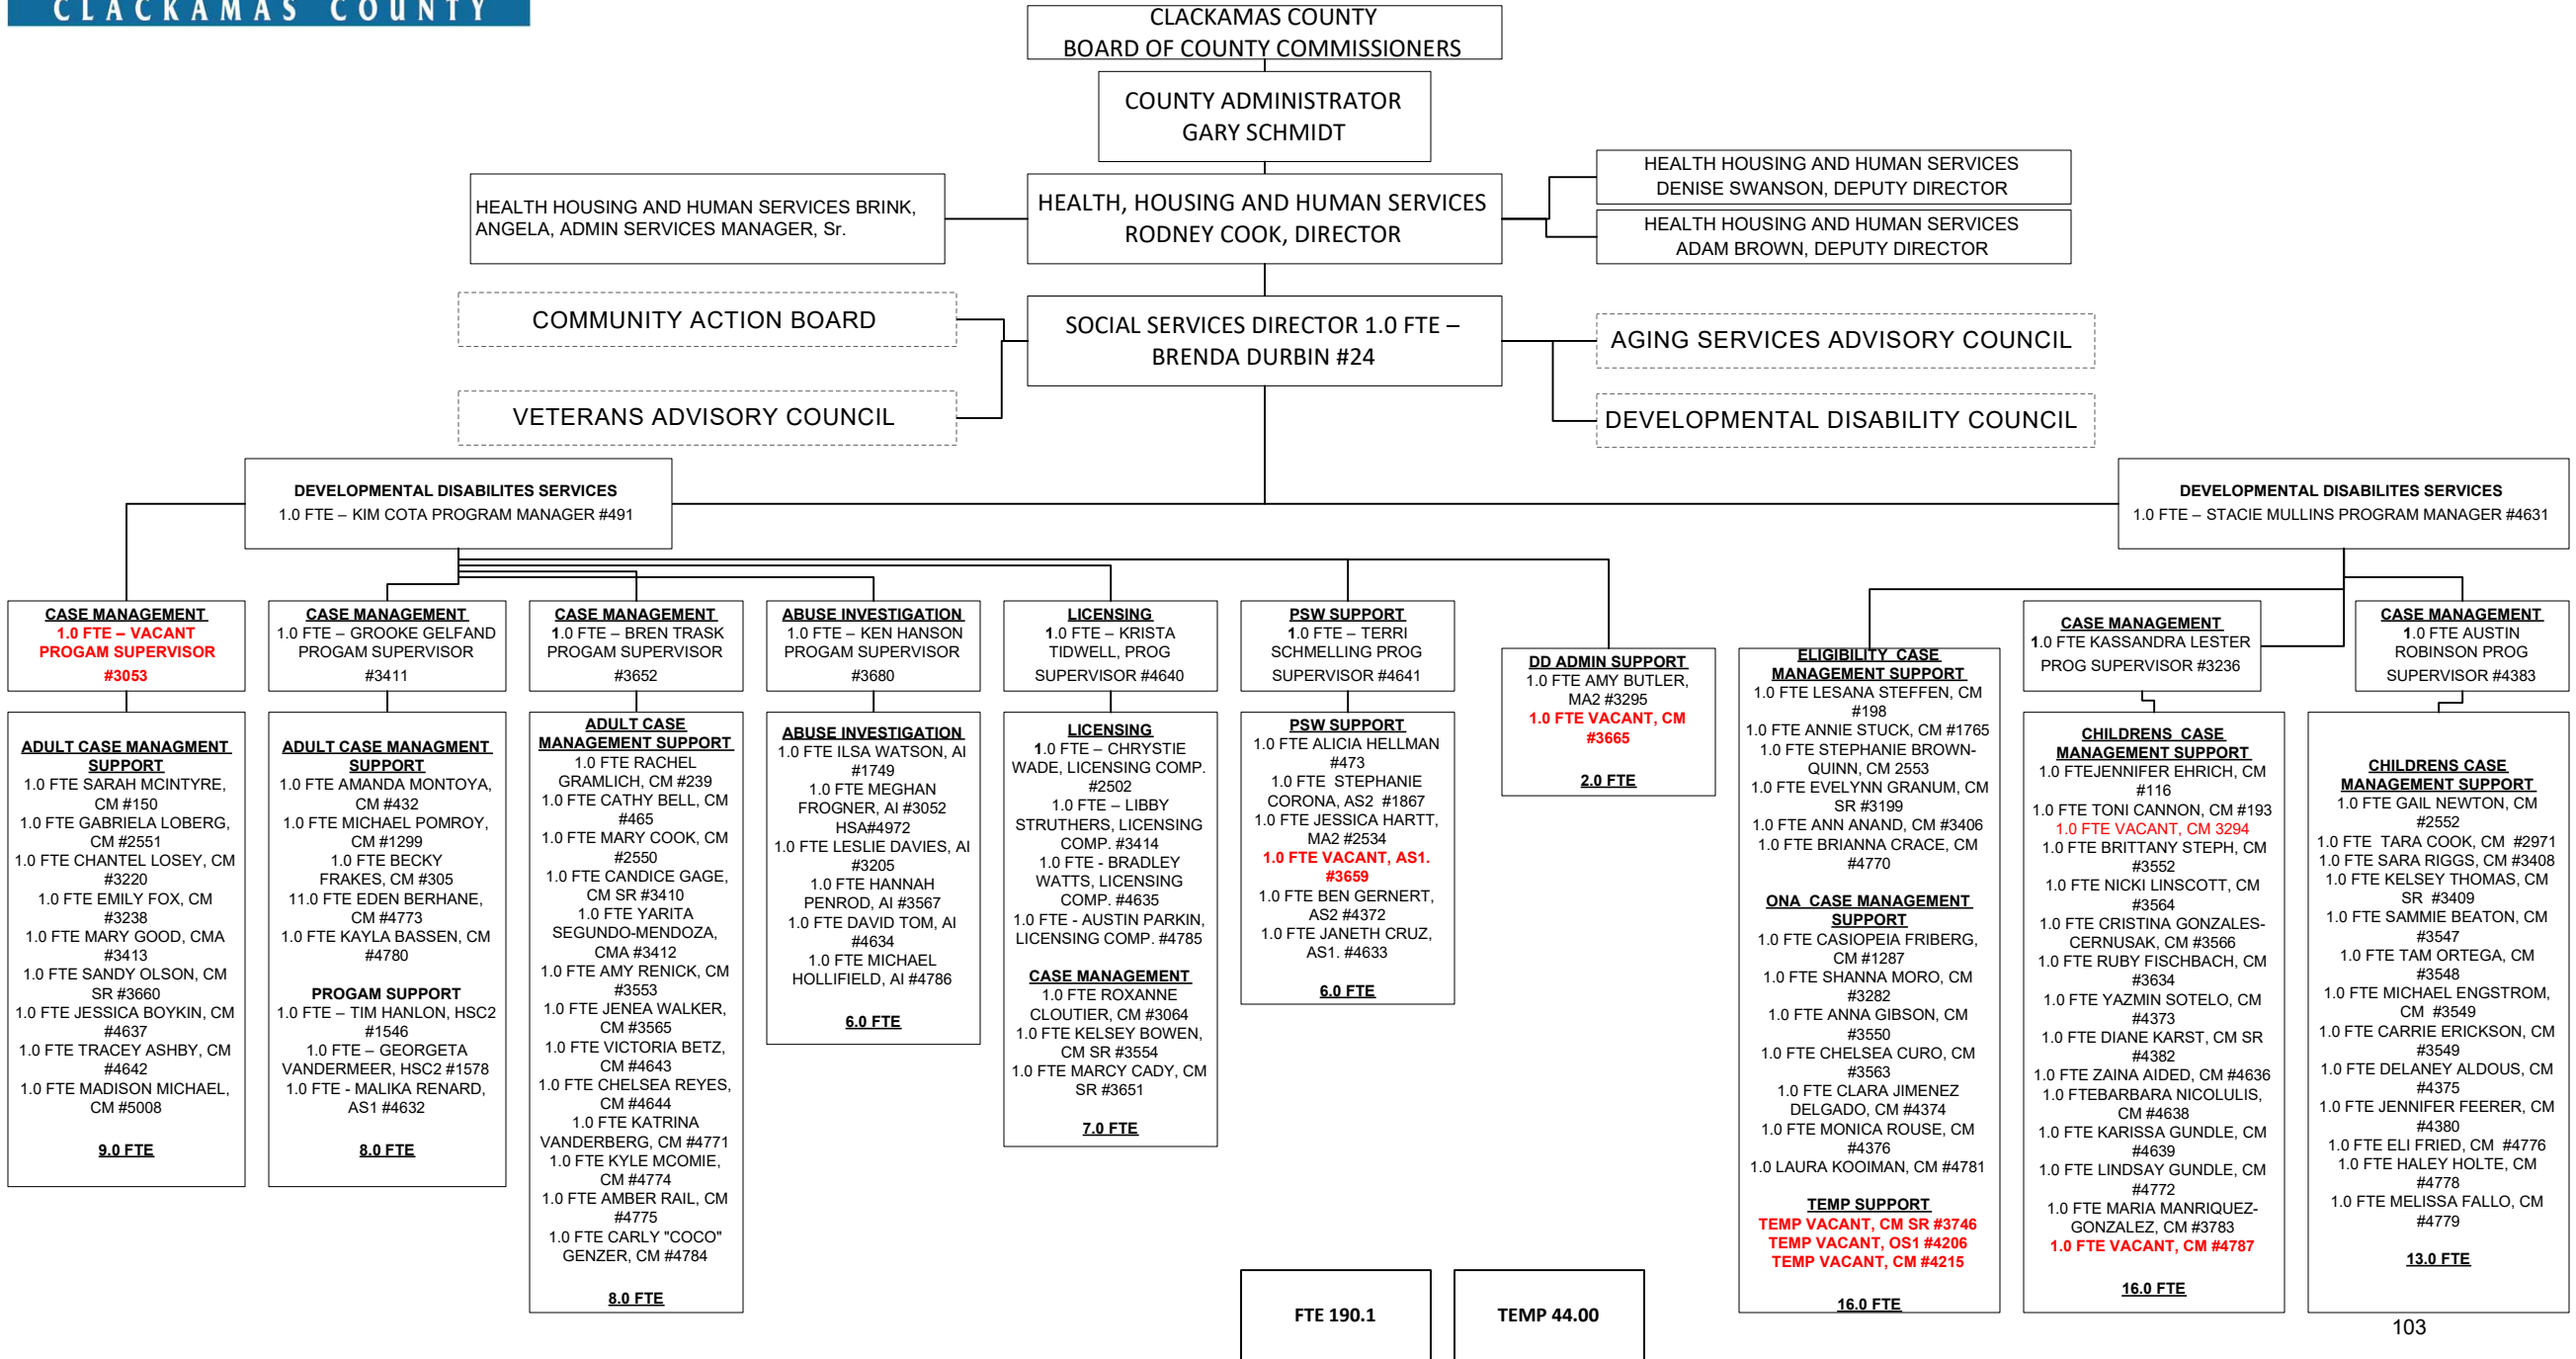 CLACKAMAS COUNTY
CLACKAMAS COUNTY
BOARD OF COUNTY COMMISSIONERS
COUNTY ADMINISTRATOR
GARY SCHMIDT
HEALTH HOUSING AND HUMAN SERVICES BRINK,
ANGELA, ADMIN SERVICES MANAGER, Sr.
HEALTH, HOUSING AND HUMAN SERVICES
RODNEY COOK, DIRECTOR
HEALTH HOUSING AND HUMAN SERVICES
DENISE SWANSON, DEPUTY DIRECTOR
HEALTH HOUSING AND HUMAN SERVICES
ADAM BROWN, DEPUTY DIRECTOR
COMMUNITY ACTION BOARD
SOCIAL SERVICES DIRECTOR 1.0 FTE –
BRENDA DURBIN #24
AGING SERVICES ADVISORY COUNCIL
VETERANS ADVISORY COUNCIL
DEVELOPMENTAL DISABILITY COUNCIL
DEVELOPMENTAL DISABILITES SERVICES
1.0 FTE – KIM COTA PROGRAM MANAGER #491
DEVELOPMENTAL DISABILITES SERVICES
1.0 FTE – STACIE MULLINS PROGRAM MANAGER #4631
CASE MANAGEMENT
1.0 FTE – VACANT
PROGAM SUPERVISOR
#3053
CASE MANAGEMENT
1.0 FTE – GROOKE GELFAND
PROGAM SUPERVISOR
#3411
CASE MANAGEMENT
1.0 FTE – BREN TRASK
PROGAM SUPERVISOR
#3652
ABUSE INVESTIGATION
1.0 FTE – KEN HANSON
PROGAM SUPERVISOR
#3680
LICENSING
1.0 FTE – KRISTA
TIDWELL, PROG
SUPERVISOR #4640
PSW SUPPORT
1.0 FTE – TERRI
SCHMELLING PROG
SUPERVISOR #4641
DD ADMIN SUPPORT
1.0 FTE AMY BUTLER,
MA2 #3295
1.0 FTE VACANT, CM
#3665
2.0 FTE
CASE MANAGEMENT
1.0 FTE KASSANDRA LESTER
PROG SUPERVISOR #3236
CASE MANAGEMENT
1.0 FTE AUSTIN
ROBINSON PROG
SUPERVISOR #4383
ADULT CASE MANAGMENT
SUPPORT
1.0 FTE SARAH MCINTYRE,
CM #150
1.0 FTE GABRIELA LOBERG,
CM #2551
1.0 FTE CHANTEL LOSEY, CM
#3220
1.0 FTE EMILY FOX, CM
#3238
1.0 FTE MARY GOOD, CMA
#3413
1.0 FTE SANDY OLSON, CM
SR #3660
1.0 FTE JESSICA BOYKIN, CM
#4637
1.0 FTE TRACEY ASHBY, CM
#4642
1.0 FTE MADISON MICHAEL,
CM #5008
9.0 FTE
ADULT CASE MANAGMENT
SUPPORT
1.0 FTE AMANDA MONTOYA,
CM #432
1.0 FTE MICHAEL POMROY,
CM #1299
1.0 FTE BECKY
FRAKES, CM #305
11.0 FTE EDEN BERHANE,
CM #4773
1.0 FTE KAYLA BASSEN, CM
#4780
PROGAM SUPPORT
1.0 FTE – TIM HANLON, HSC2
#1546
1.0 FTE – GEORGETA
VANDERMEER, HSC2 #1578
1.0 FTE - MALIKA RENARD,
AS1 #4632
8.0 FTE
ADULT CASE
MANAGEMENT SUPPORT
1.0 FTE RACHEL
GRAMLICH, CM #239
1.0 FTE CATHY BELL, CM
#465
1.0 FTE MARY COOK, CM
#2550
1.0 FTE CANDICE GAGE,
CM SR #3410
1.0 FTE YARITA
SEGUNDO-MENDOZA,
CMA #3412
1.0 FTE AMY RENICK, CM
#3553
1.0 FTE JENEA WALKER,
CM #3565
1.0 FTE VICTORIA BETZ,
CM #4643
1.0 FTE CHELSEA REYES,
CM #4644
1.0 FTE KATRINA
VANDERBERG, CM #4771
1.0 FTE KYLE MCOMIE,
CM #4774
1.0 FTE AMBER RAIL, CM
#4775
1.0 FTE CARLY "COCO"
GENZER, CM #4784
8.0 FTE
ABUSE INVESTIGATION
1.0 FTE ILSA WATSON, AI
#1749
1.0 FTE MEGHAN
FROGNER, AI #3052
HSA#4972
1.0 FTE LESLIE DAVIES, AI
#3205
1.0 FTE HANNAH
PENROD, AI #3567
1.0 FTE DAVID TOM, AI
#4634
1.0 FTE MICHAEL
HOLLIFIELD, AI #4786
6.0 FTE
LICENSING
1.0 FTE – CHRYSTIE
WADE, LICENSING COMP.
#2502
1.0 FTE – LIBBY
STRUTHERS, LICENSING
COMP. #3414
1.0 FTE - BRADLEY
WATTS, LICENSING
COMP. #4635
1.0 FTE - AUSTIN PARKIN,
LICENSING COMP. #4785
CASE MANAGEMENT
1.0 FTE ROXANNE
CLOUTIER, CM #3064
1.0 FTE KELSEY BOWEN,
CM SR #3554
1.0 FTE MARCY CADY, CM
SR #3651
7.0 FTE
PSW SUPPORT
1.0 FTE ALICIA HELLMAN
#473
1.0 FTE STEPHANIE
CORONA, AS2 #1867
1.0 FTE JESSICA HARTT,
MA2 #2534
1.0 FTE VACANT, AS1.
#3659
1.0 FTE BEN GERNERT,
AS2 #4372
1.0 FTE JANETH CRUZ,
AS1. #4633
6.0 FTE
ELIGIBILITY CASE
MANAGEMENT SUPPORT
1.0 FTE LESANA STEFFEN, CM
#198
1.0 FTE ANNIE STUCK, CM #1765
1.0 FTE STEPHANIE BROWN-
QUINN, CM 2553
1.0 FTE EVELYNN GRANUM, CM
SR #3199
1.0 FTE ANN ANAND, CM #3406
1.0 FTE BRIANNA CRACE, CM
#4770
ONA CASE MANAGEMENT
SUPPORT
1.0 FTE CASIOPEIA FRIBERG,
CM #1287
1.0 FTE SHANNA MORO, CM
#3282
1.0 FTE ANNA GIBSON, CM
#3550
1.0 FTE CHELSEA CURO, CM
#3563
1.0 FTE CLARA JIMENEZ
DELGADO, CM #4374
1.0 FTE MONICA ROUSE, CM
#4376
1.0 LAURA KOOIMAN, CM #4781
TEMP SUPPORT
TEMP VACANT, CM SR #3746
TEMP VACANT, OS1 #4206
TEMP VACANT, CM #4215
16.0 FTE
CHILDRENS CASE
MANAGEMENT SUPPORT
1.0 FTEJENNIFER EHRICH, CM
#116
1.0 FTE TONI CANNON, CM #193
1.0 FTE VACANT, CM 3294
1.0 FTE BRITTANY STEPH, CM
#3552
1.0 FTE NICKI LINSCOTT, CM
#3564
1.0 FTE CRISTINA GONZALES-
CERNUSAK, CM #3566
1.0 FTE RUBY FISCHBACH, CM
#3634
1.0 FTE YAZMIN SOTELO, CM
#4373
1.0 FTE DIANE KARST, CM SR
#4382
1.0 FTE ZAINA AIDED, CM #4636
1.0 FTEBARBARA NICOLULIS,
CM #4638
1.0 FTE KARISSA GUNDLE, CM
#4639
1.0 FTE LINDSAY GUNDLE, CM
#4772
1.0 FTE MARIA MANRIQUEZ-
GONZALEZ, CM #3783
1.0 FTE VACANT, CM #4787
16.0 FTE
CHILDRENS CASE
MANAGEMENT SUPPORT
1.0 FTE GAIL NEWTON, CM
#2552
1.0 FTE TARA COOK, CM #2971
1.0 FTE SARA RIGGS, CM #3408
1.0 FTE KELSEY THOMAS, CM
SR #3409
1.0 FTE SAMMIE BEATON, CM
#3547
1.0 FTE TAM ORTEGA, CM
#3548
1.0 FTE MICHAEL ENGSTROM,
CM #3549
1.0 FTE CARRIE ERICKSON, CM
#3549
1.0 FTE DELANEY ALDOUS, CM
#4375
1.0 FTE JENNIFER FEERER, CM
#4380
1.0 FTE ELI FRIED, CM #4776
1.0 FTE HALEY HOLTE, CM
#4778
1.0 FTE MELISSA FALLO, CM
#4779
13.0 FTE
FTE 190.1
TEMP 44.00
103